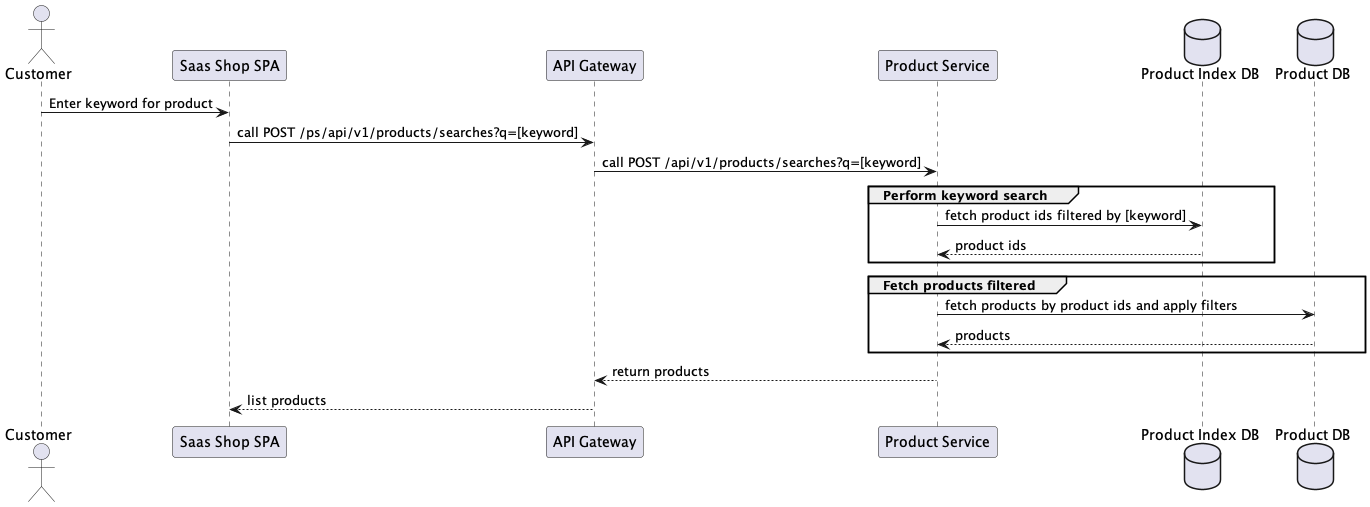 Customer
Saas Shop SPA
API Gateway
Product Service
Product Index DB
Product DB
Enter keyword for product
call POST /ps/api/v1/products/searches?q=[keyword]
call POST /api/v1/products/searches?q=[keyword]
Perform keyword search
fetch product ids filtered by [keyword]
product ids
Fetch products filtered
fetch products by product ids and apply filters
products
return products
list products
Customer
Saas Shop SPA
API Gateway
Product Service
Product Index DB
Product DB